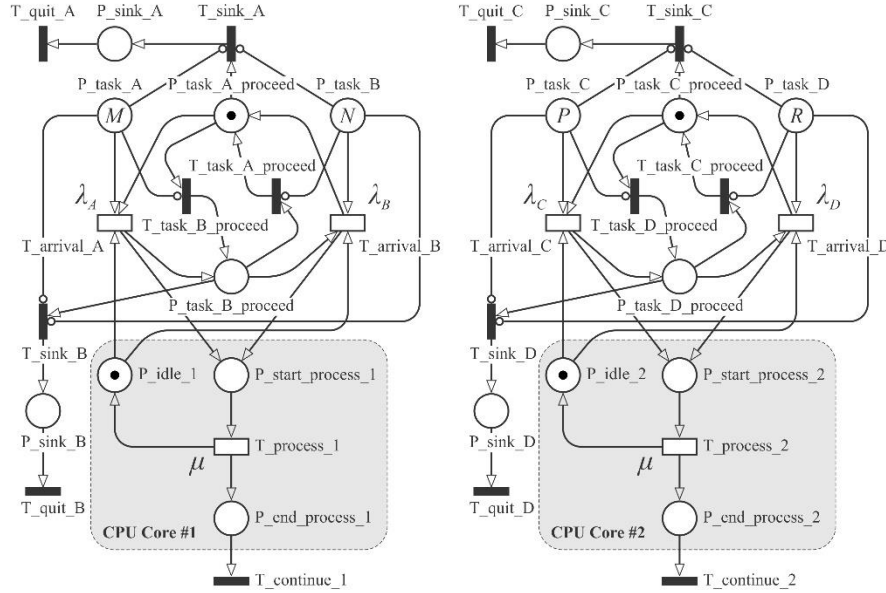 T_quit_A
P_sink_A
T_sink_A
P_task_A
P_task_A_proceed
P_task_B
M
N
T_task_A_proceed
λ_A
λ_B
T_task_B_proceed
T_arrival_A
T_arrival_B
P_task_B_proceed
T_sink_B
P_idle_1
P_start_process_1
P_sink_B
T_process_1
μ
T_quit_B
P_end_process_1
CPU Core #1
T_continue_1
T_quit_C
P_sink_C
T_sink_C
P_task_C
P_task_C_proceed
P_task_D
P
R
T_task_C_proceed
λ_C
λ_D
T_task_D_proceed
T_arrival_C
T_arrival_D
P_task_D_proceed
T_sink_D
P_idle_2
P_start_process_2
P_sink_D
T_process_2
μ
T_quit_D
P_end_process_2
CPU Core #2
T_continue_2